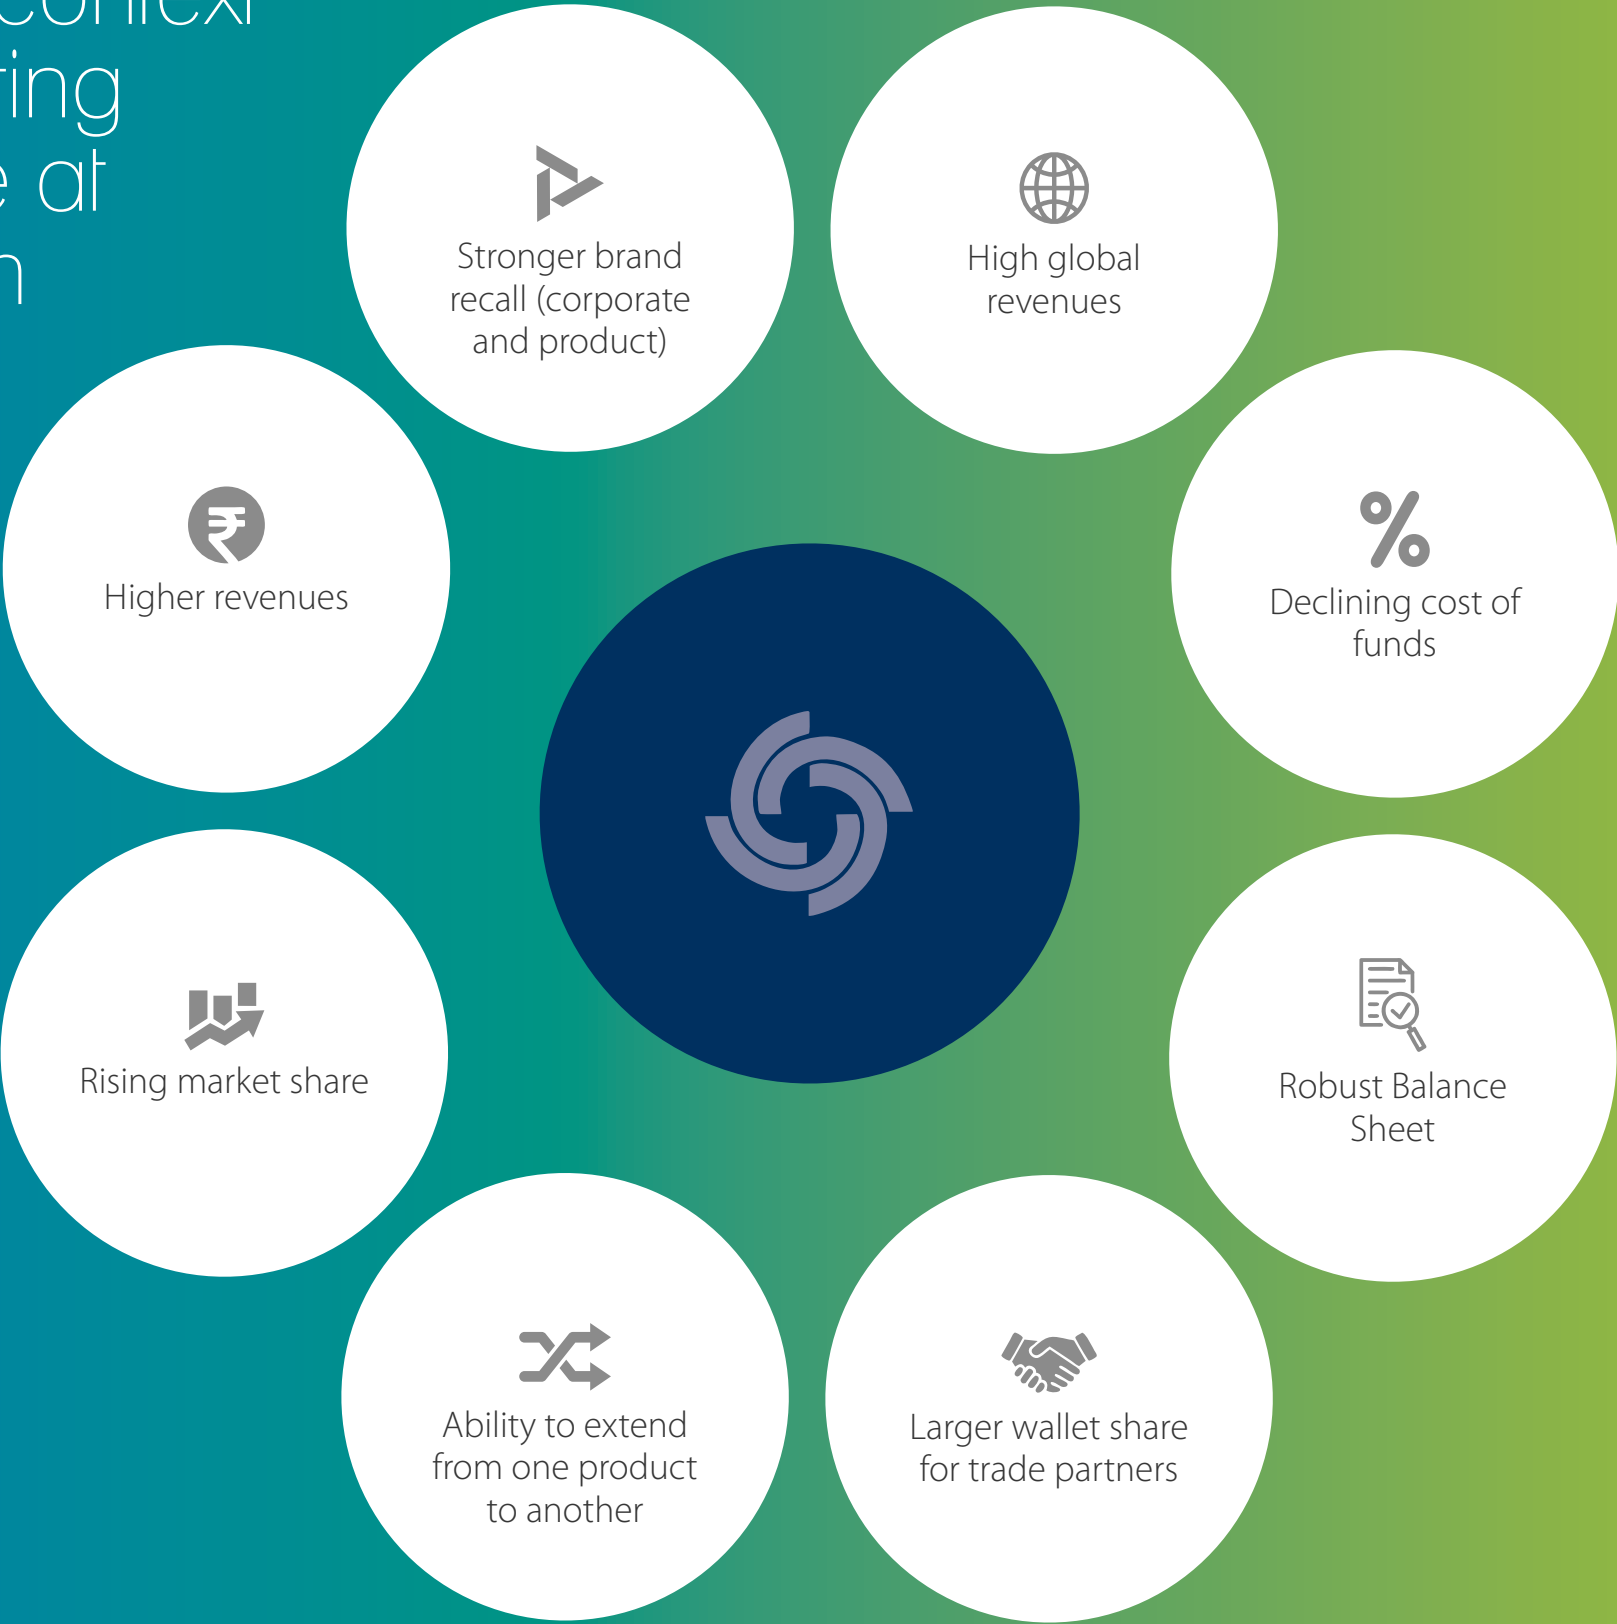 context
at
Stronger brand
recall (corporate
and product)
High global
revenues
Declining cost of
funds
Robust Balance
Sheet
Larger wallet share
for trade partners
Ability to extend
from one product
to another
Rising market share
Higher revenues